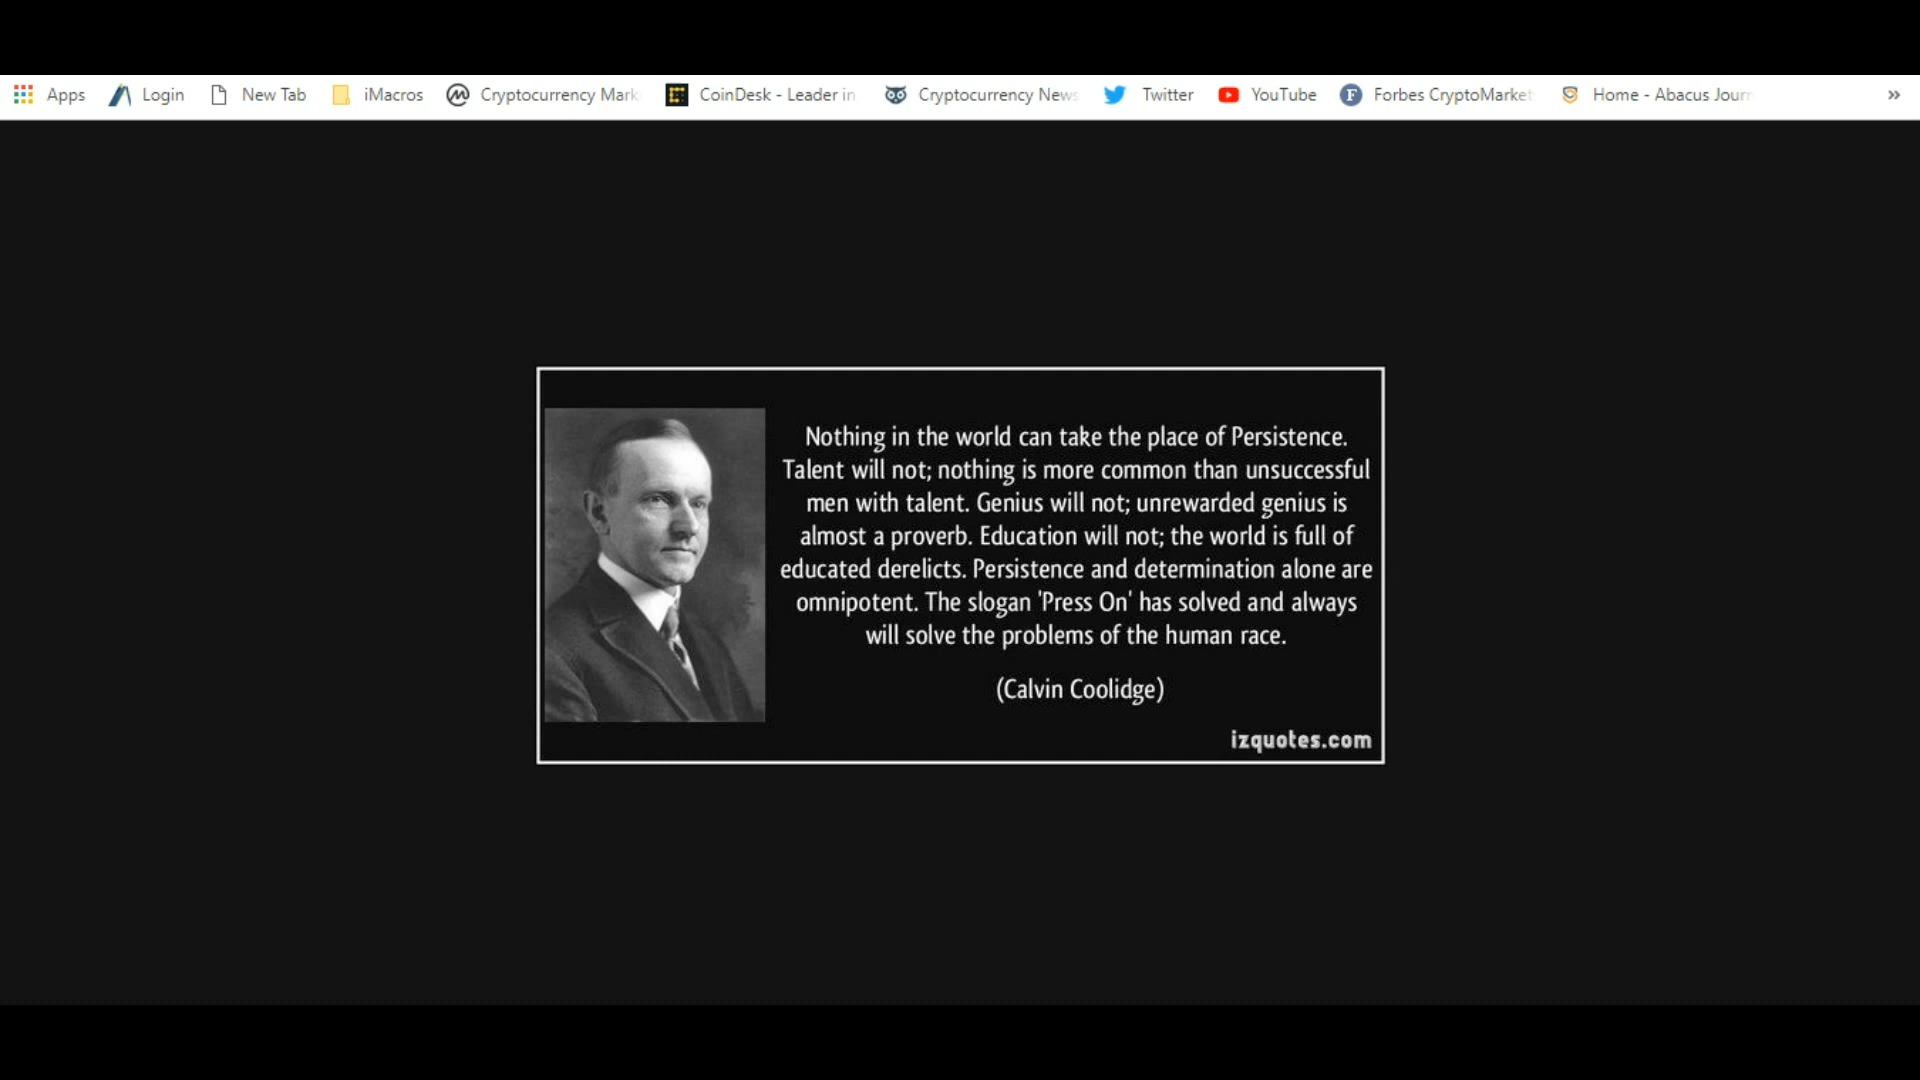 Apps Login New Tab iMacros Cryptocurrency Mark CoinDesk - Leader in Cryptocurrency News Twitter YouTube Forbes CryptoMarket Home - Abacus Journ »
Nothing in the world can take the place of Persistence.
Talent will not; nothing is more common than unsuccessful
men with talent. Genius will not; unrewarded genius is
almost a proverb. Education will not; the world is full of
educated derelicts. Persistence and determination alone are
omnipotent. The slogan 'Press On' has solved and always
will solve the problems of the human race.
(Calvin Coolidge)
izquotes.com